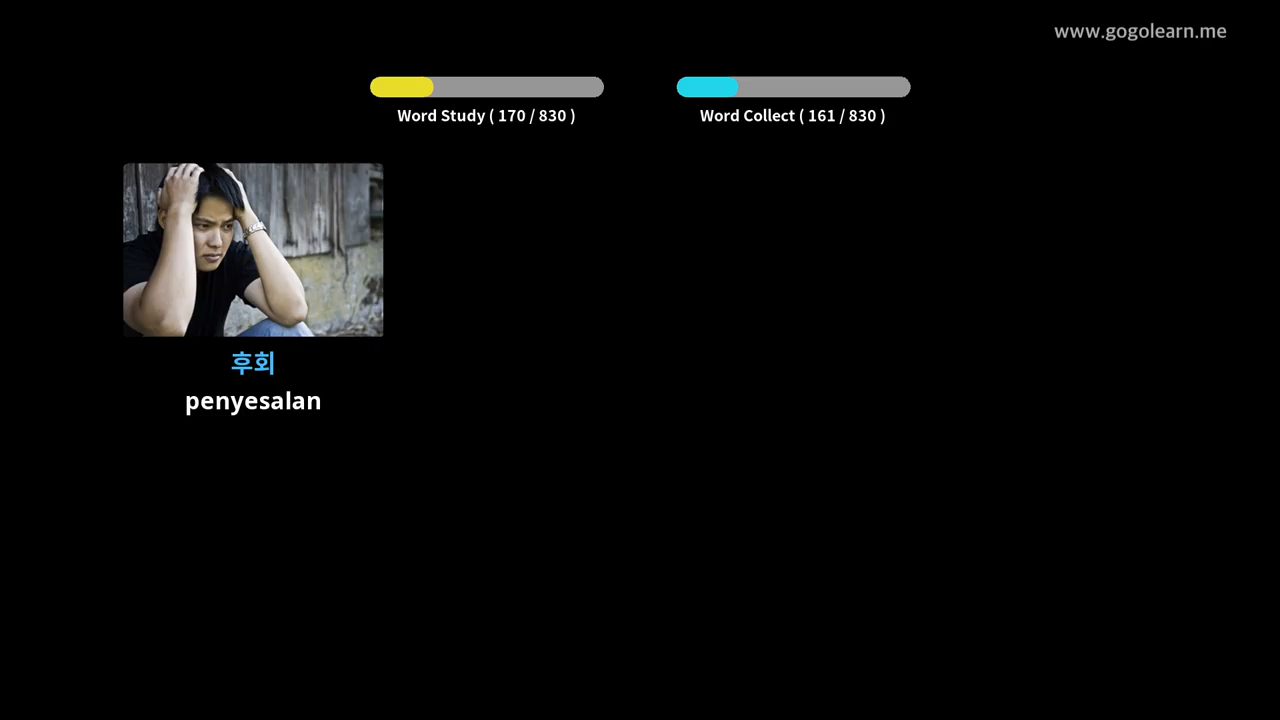 www.gogolearn.me
Word Study ( 170 / 830 )
Word Collect ( 161 / 830 )
후회
penyesalan